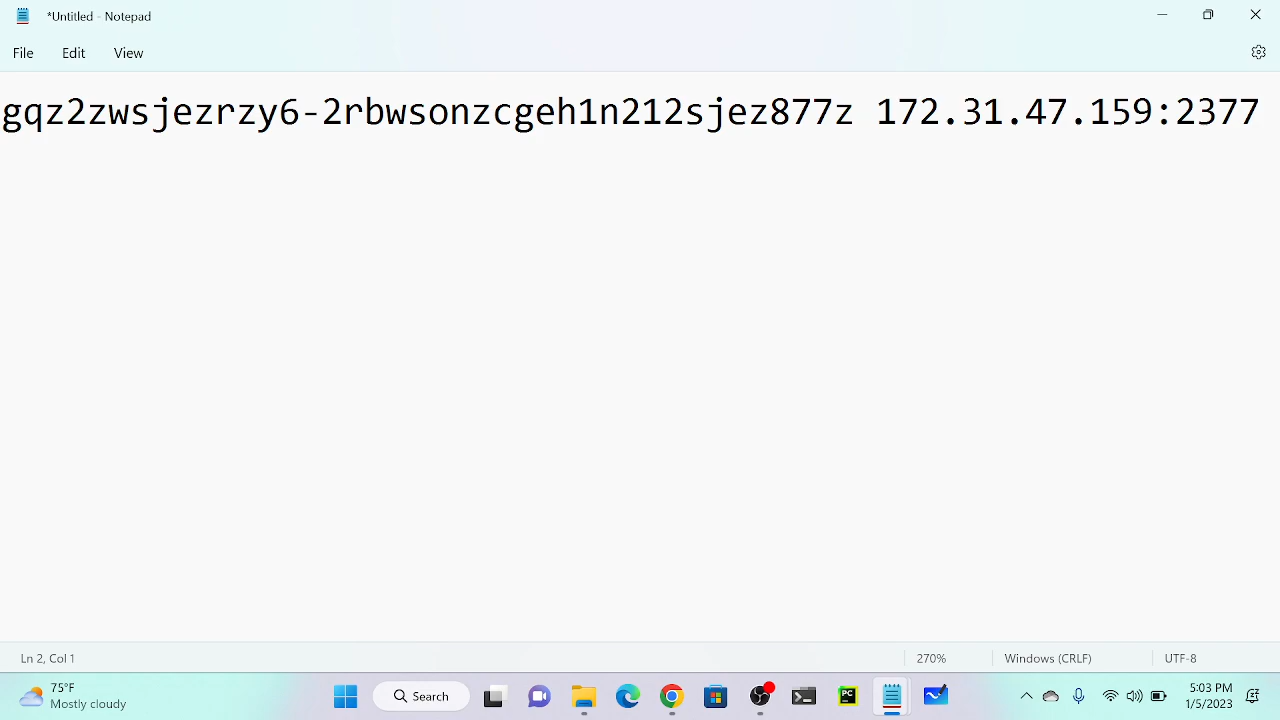 *Untitled - Notepad
File Edit View
gqz2zwsjezrzy6-2rbwsonzcgeh1n212sjez877z 172.31.47.159:2377
Ln 2, Col 1 270% Windows (CRLF) UTF-8
75°F
Mostly cloudy
Search
PC
5:03 PM
1/5/2023